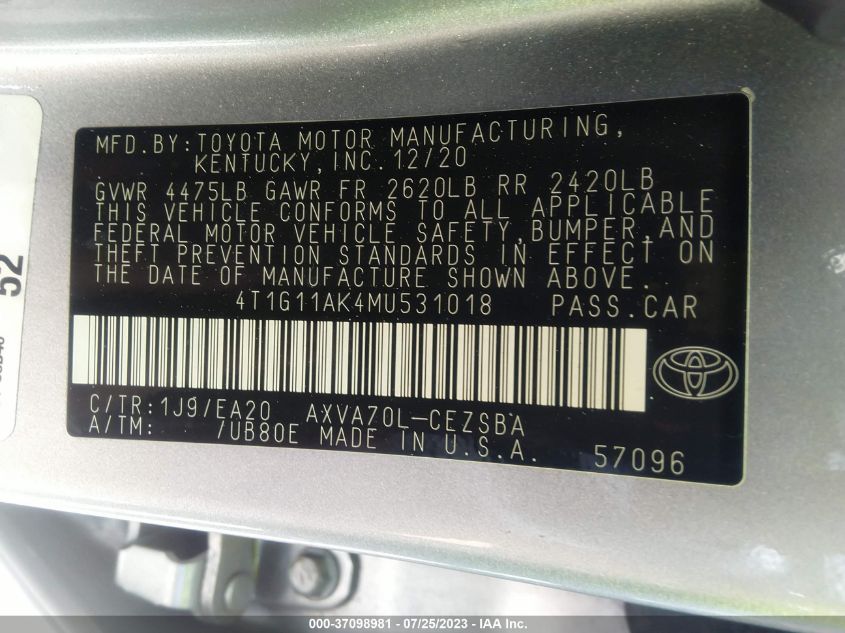 MFD.BY:TOYOTA MOTOR MANUFACTURING,
KENTUCKY,INC.12/20
GVWR 4475LB GAWR FR 2620LB RR 2420LB
THIS VEHICLE CONFORMS TO ALL APPLICABLE
FEDERAL MOTOR VEHICLE SAFETY,BUMPER,AND
THEFT PREVENTION STANDARDS IN EFFECT ON
THE DATE OF MANUFACTURE SHOWN ABOVE.
4T1G11AK4MU531018 PASS.CAR
C/TR:1J9/EA20 AXVA70L-CEZSBA
A/TM: /UB80E MADE IN U.S.A. 57096
52
000-37098981 - 07/25/2023 - IAA Inc.